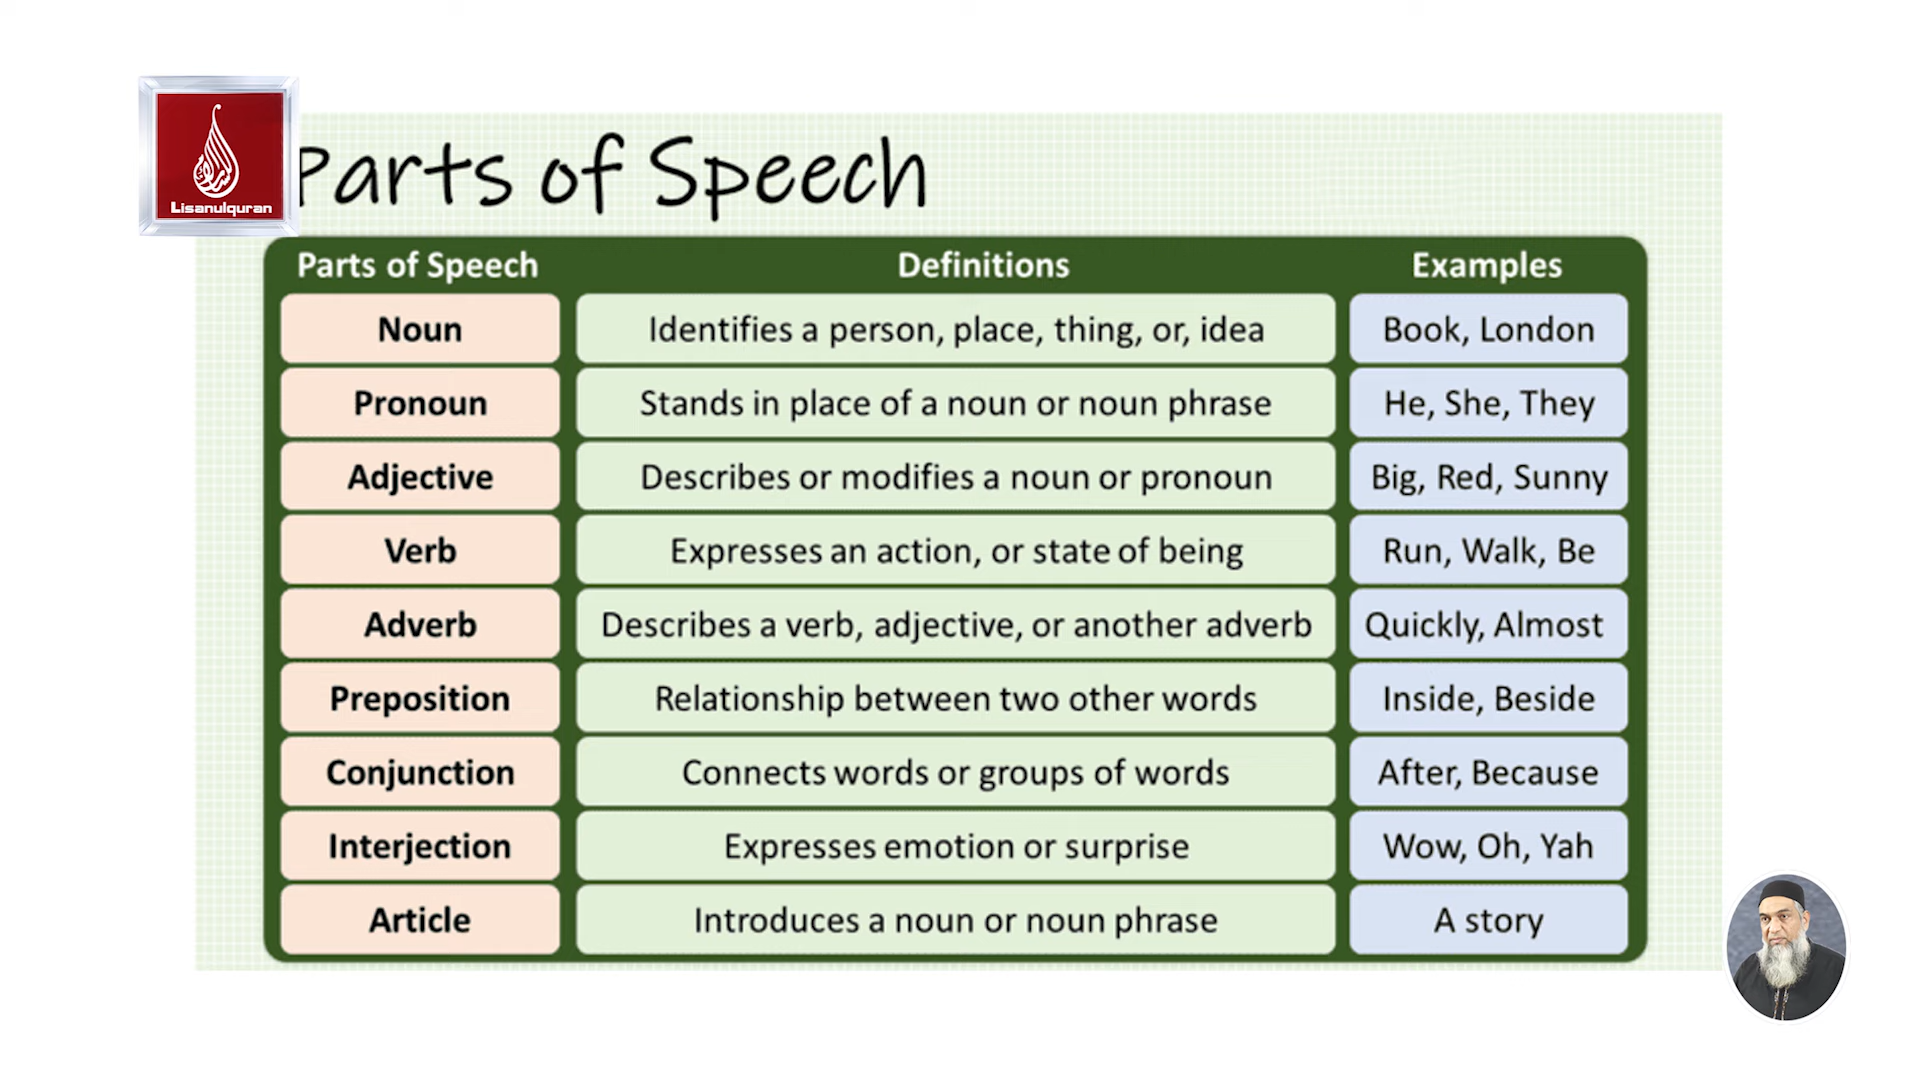 Lisanulquran
Parts of Speech
Parts of Speech Definitions Examples
Noun Identifies a person, place, thing, or, idea Book, London
Pronoun Stands in place of a noun or noun phrase He, She, They
Adjective Describes or modifies a noun or pronoun Big, Red, Sunny
Verb Expresses an action, or state of being Run, Walk, Be
Adverb Describes a verb, adjective, or another adverb Quickly, Almost
Preposition Relationship between two other words Inside, Beside
Conjunction Connects words or groups of words After, Because
Interjection Expresses emotion or surprise Wow, Oh, Yah
Article Introduces a noun or noun phrase A story